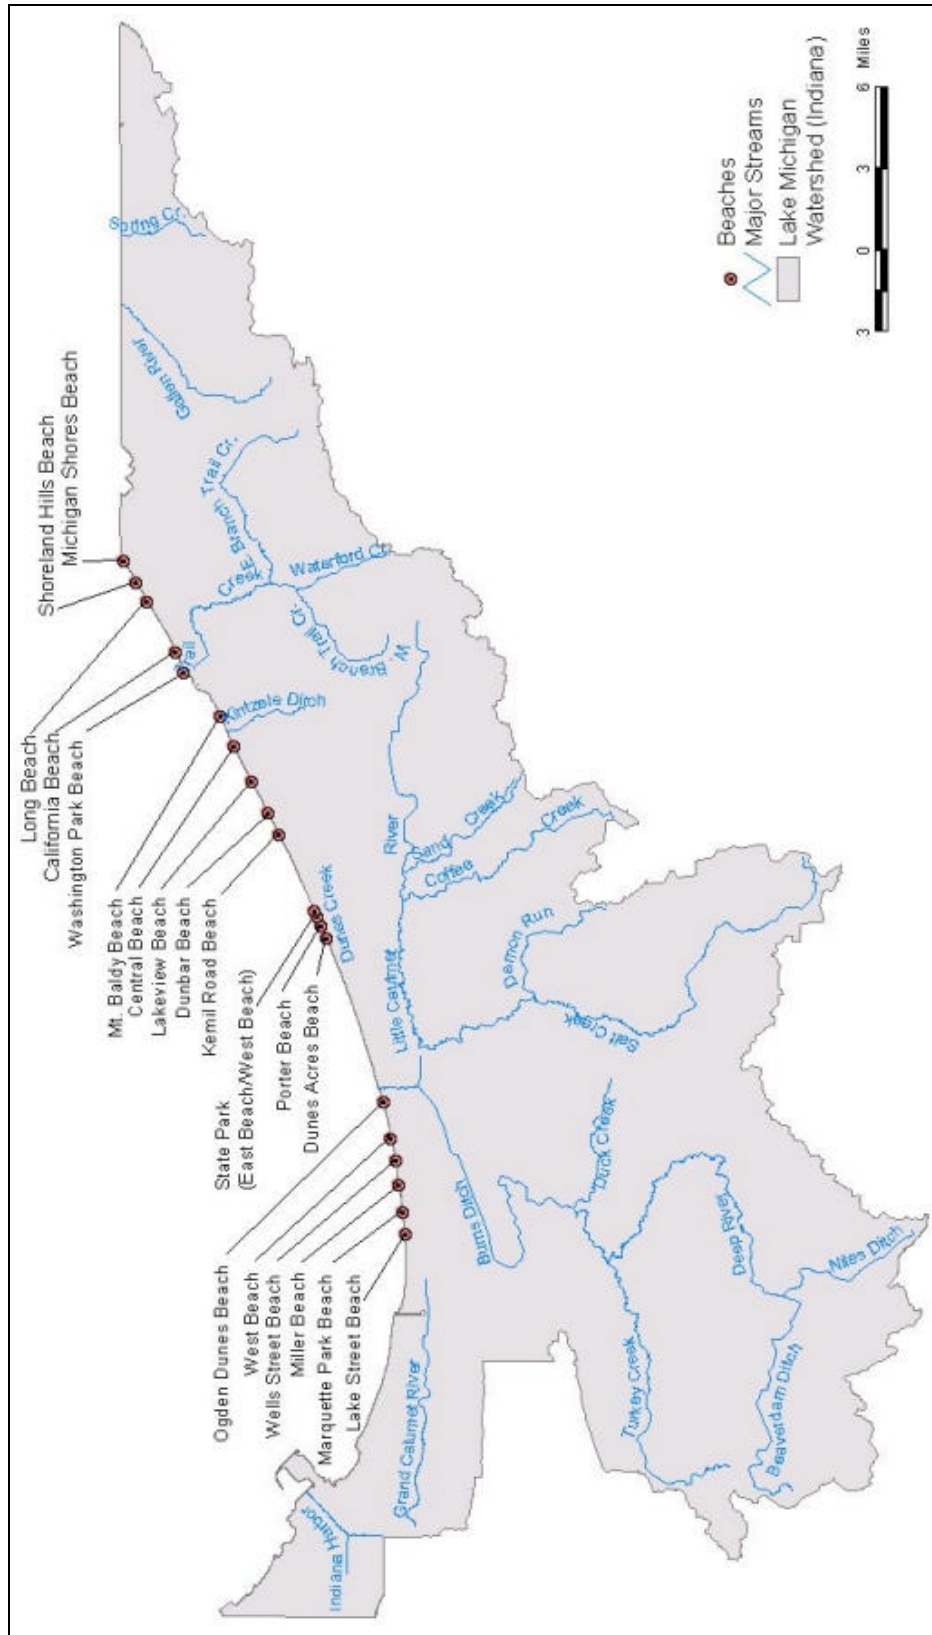 Shoreland Hills Beach
Michigan Shores Beach
Long Beach
California Beach
Washington Park Beach
Mt. Baldy Beach
Central Beach
Lakeview Beach
Dunbar Beach
Kemil Road Beach
State Park
(East Beach/West Beach)
Porter Beach
Dunes Acres Beach
Ogden Dunes Beach
West Beach
Wells Street Beach
Miller Beach
Marquette Park Beach
Lake Street Beach
Spring Cr.
Galien River
E Branch Trail Cr.
Trail Creek
Waterford Cr.
W. Branch Trail Cr.
Kintzele Ditch
Dunes Creek
Little Calumet River
Sand Creek
Coffee Creek
Damon Run
Salt Creek
Burns Ditch
Duck Creek
Deep River
Niles Ditch
Turkey Creek
Beaverdam Ditch
Grand Calumet River
Indiana Harbor
Beaches
Major Streams
Lake Michigan
Watershed (Indiana)
3 0 3 6 Miles